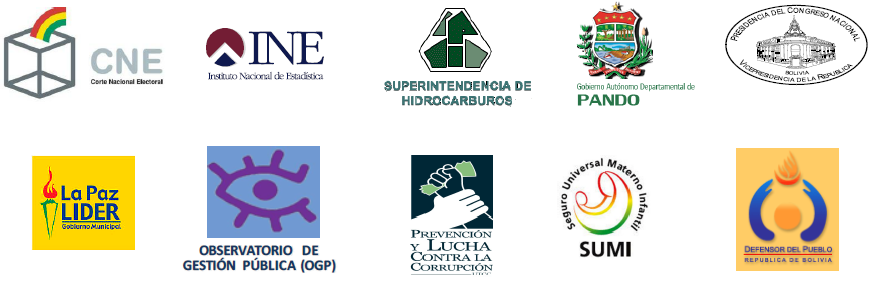 CNE
Corte Nacional Electoral
INE
Instituto Nacional de Estadística
SUPERINTENDENCIA DE
HIDROCARBUROS
Gobierno Autónomo Departamental de
PANDO
PRESIDENCIA DEL CONGRESO NACIONAL
BOLIVIA
VICEPRESIDENCIA DE LA REPUBLICA
La Paz
LIDER
Gobierno Municipal
OBSERVATORIO DE
GESTIÓN PÚBLICA (OGP)
PREVENCIÓN
Y LUCHA
CONTRA LA
CORRUPCIÓN
Seguro Universal Materno Infantil
SUMI
DEFENSOR DEL PUEBLO
REPUBLICA DE BOLIVIA